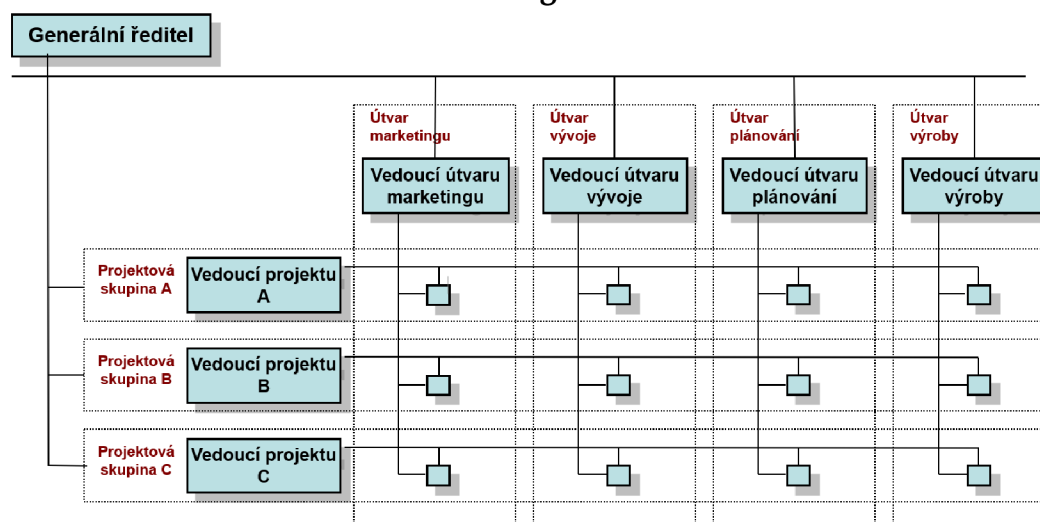 Generální ředitel
Útvar
marketingu
Útvar
vývoje
Útvar
plánování
Útvar
výroby
Vedoucí útvaru
marketingu
Vedoucí útvaru
vývoje
Vedoucí útvaru
plánování
Vedoucí útvaru
výroby
Projektová
skupina A
Vedoucí projektu
A
Projektová
skupina B
Vedoucí projektu
B
Projektová
skupina C
Vedoucí projektu
C